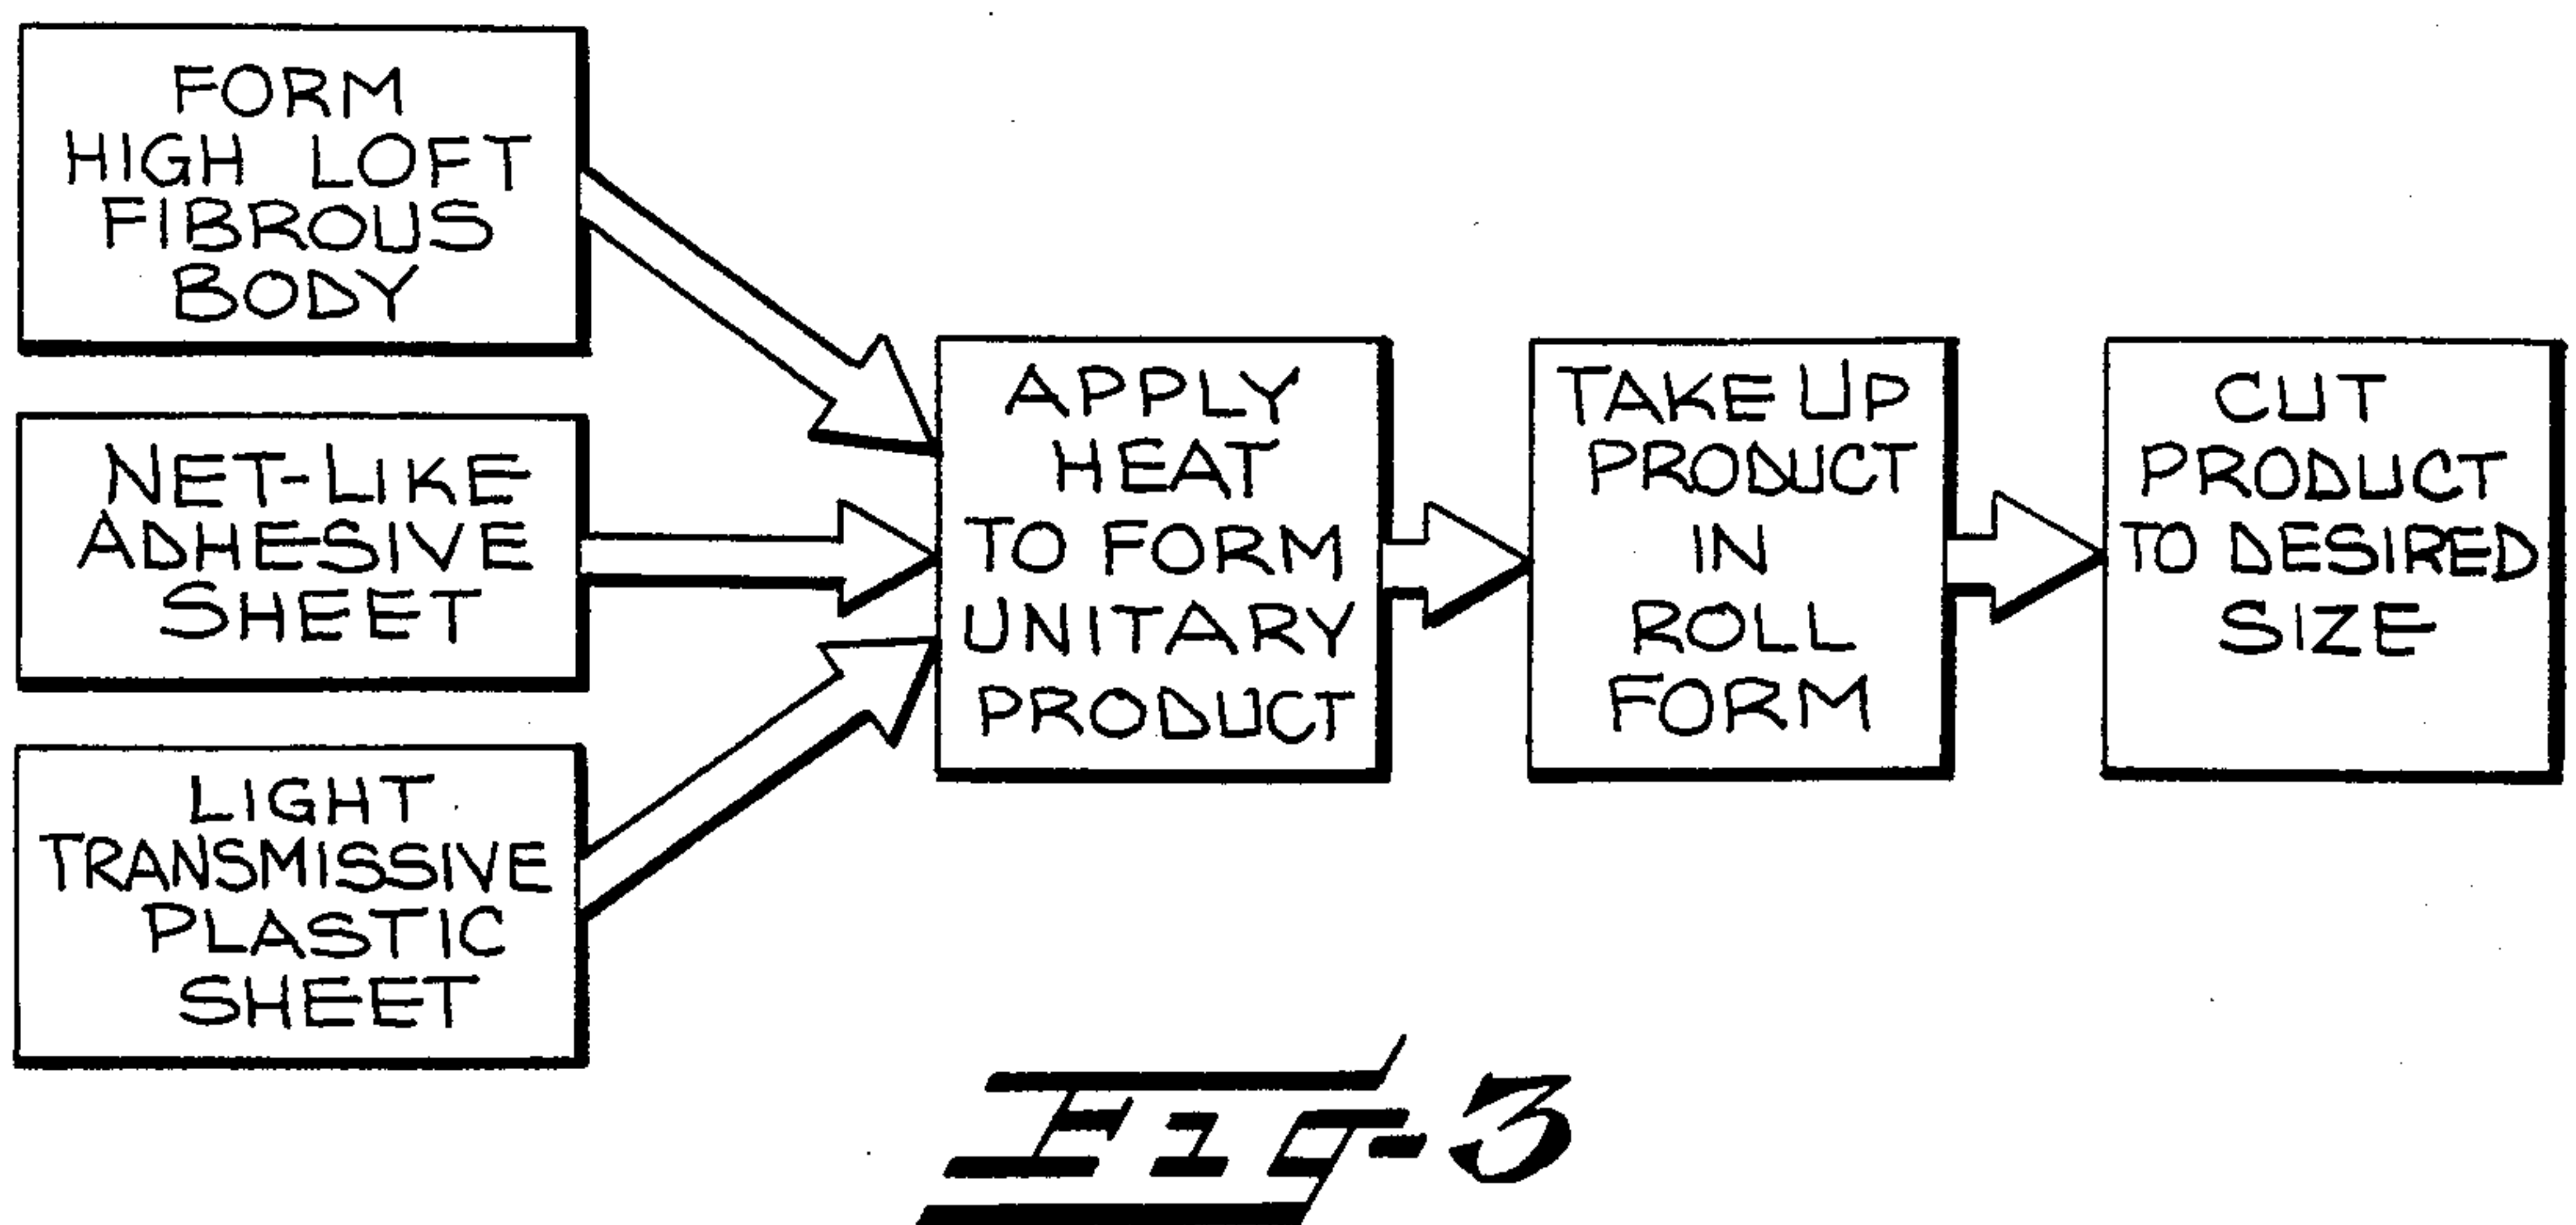 FORM
HIGH LOFT
FIBROUS
BODY
NET-LIKE
ADHESIVE
SHEET
LIGHT
TRANSMISSIVE
PLASTIC
SHEET
APPLY
HEAT
TO FORM
UNITARY
PRODUCT
TAKE UP
PRODUCT
IN
ROLL
FORM
CUT
PRODUCT
TO DESIRED
SIZE
FIG-3